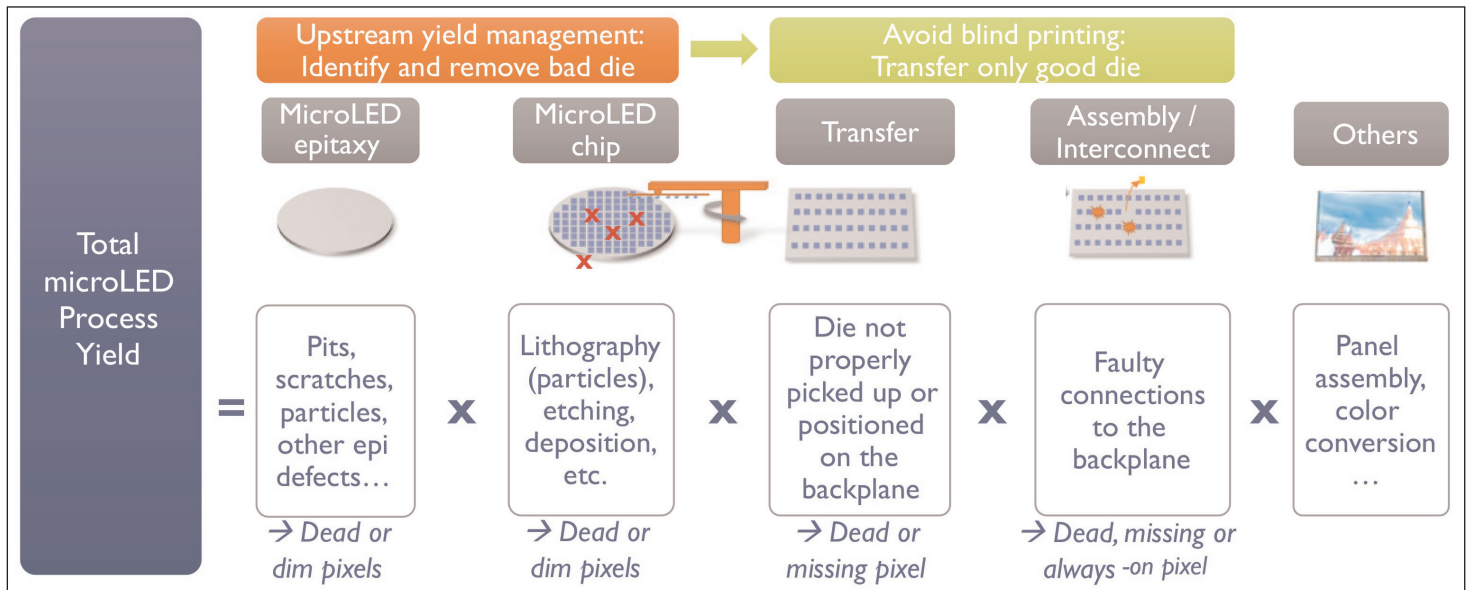 Upstream yield management:
Identify and remove bad die
Avoid blind printing:
Transfer only good die
MicroLED
epitaxy
MicroLED
chip
Transfer
Assembly /
Interconnect
Others
X
X
X
X
Total
microLED
Process
Yield
=
Pits,
scratches,
particles,
other epi
defects…
x
Lithography
(particles),
etching,
deposition,
etc.
x
Die not
properly
picked up or
positioned
on the
backplane
x
Faulty
connections
to the
backplane
x
Panel
assembly,
color
conversion
…
→ Dead or
dim pixels
→ Dead or
dim pixels
→ Dead or
missing pixel
→ Dead, missing or
always -on pixel